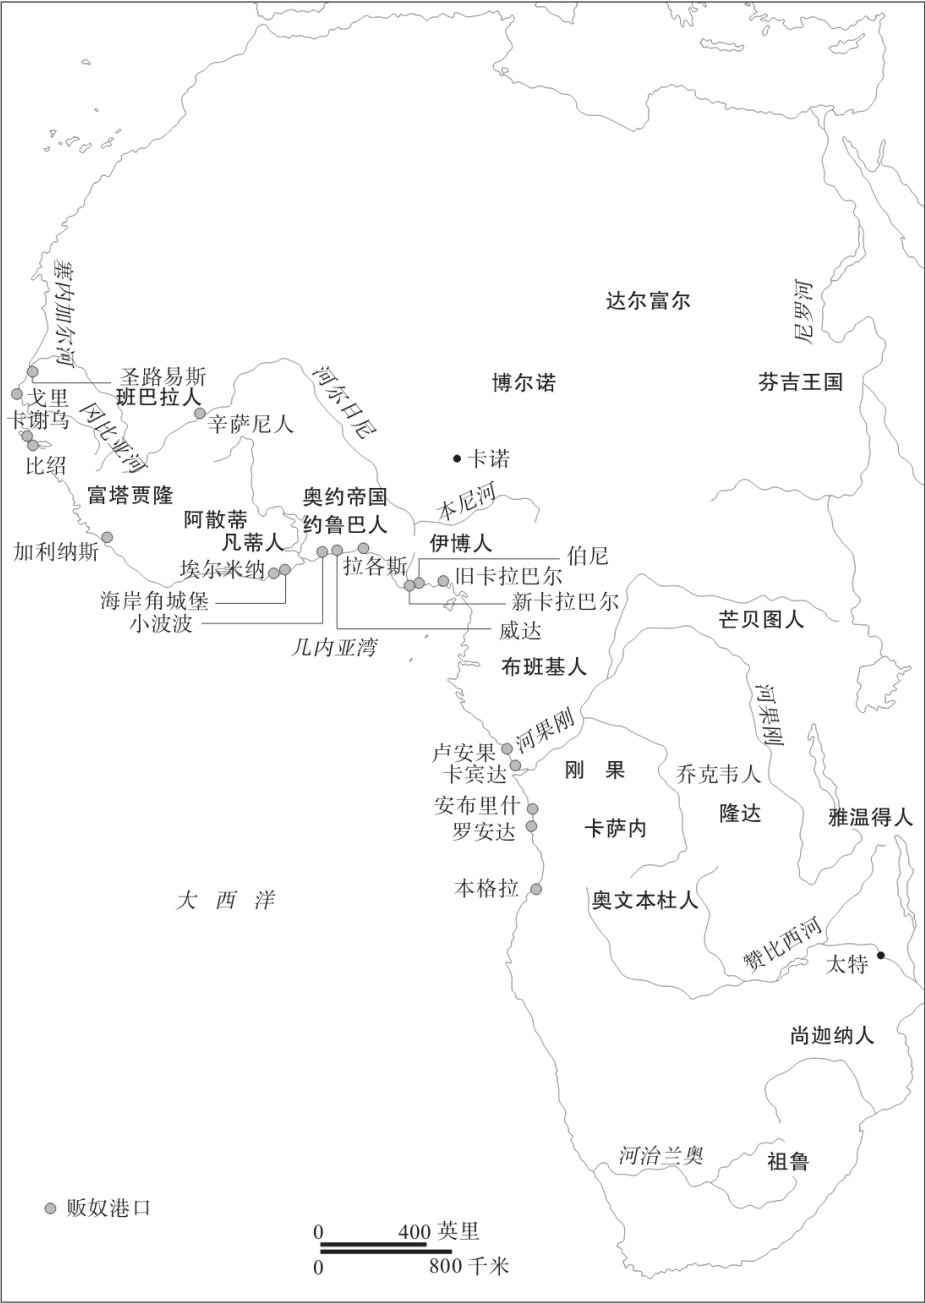 塞内加尔河
达尔富尔
尼罗河
圣路易斯
河尔日尼
博尔诺
芬吉王国
戈里
班巴拉人
卡谢乌
冈比亚河
辛萨尼人
卡诺
比绍
富塔贾隆
奥约帝国
本尼河
阿散蒂
约鲁巴人
加利纳斯
凡蒂人
伊博人
埃尔米纳
拉各斯
伯尼
旧卡拉巴尔
海岸角城堡
新卡拉巴尔
小波波
威达
芒贝图人
几内亚湾
布班基人
河果刚
河果刚
卢安果
卡宾达
刚 果
乔克韦人
安布里什
隆达
雅温得人
罗安达
卡萨内
本格拉
大 西 洋
奥文本杜人
赞比西河
太特
尚迦纳人
河治兰奥
祖鲁
贩奴港口
0 400 英里
0 800 千米